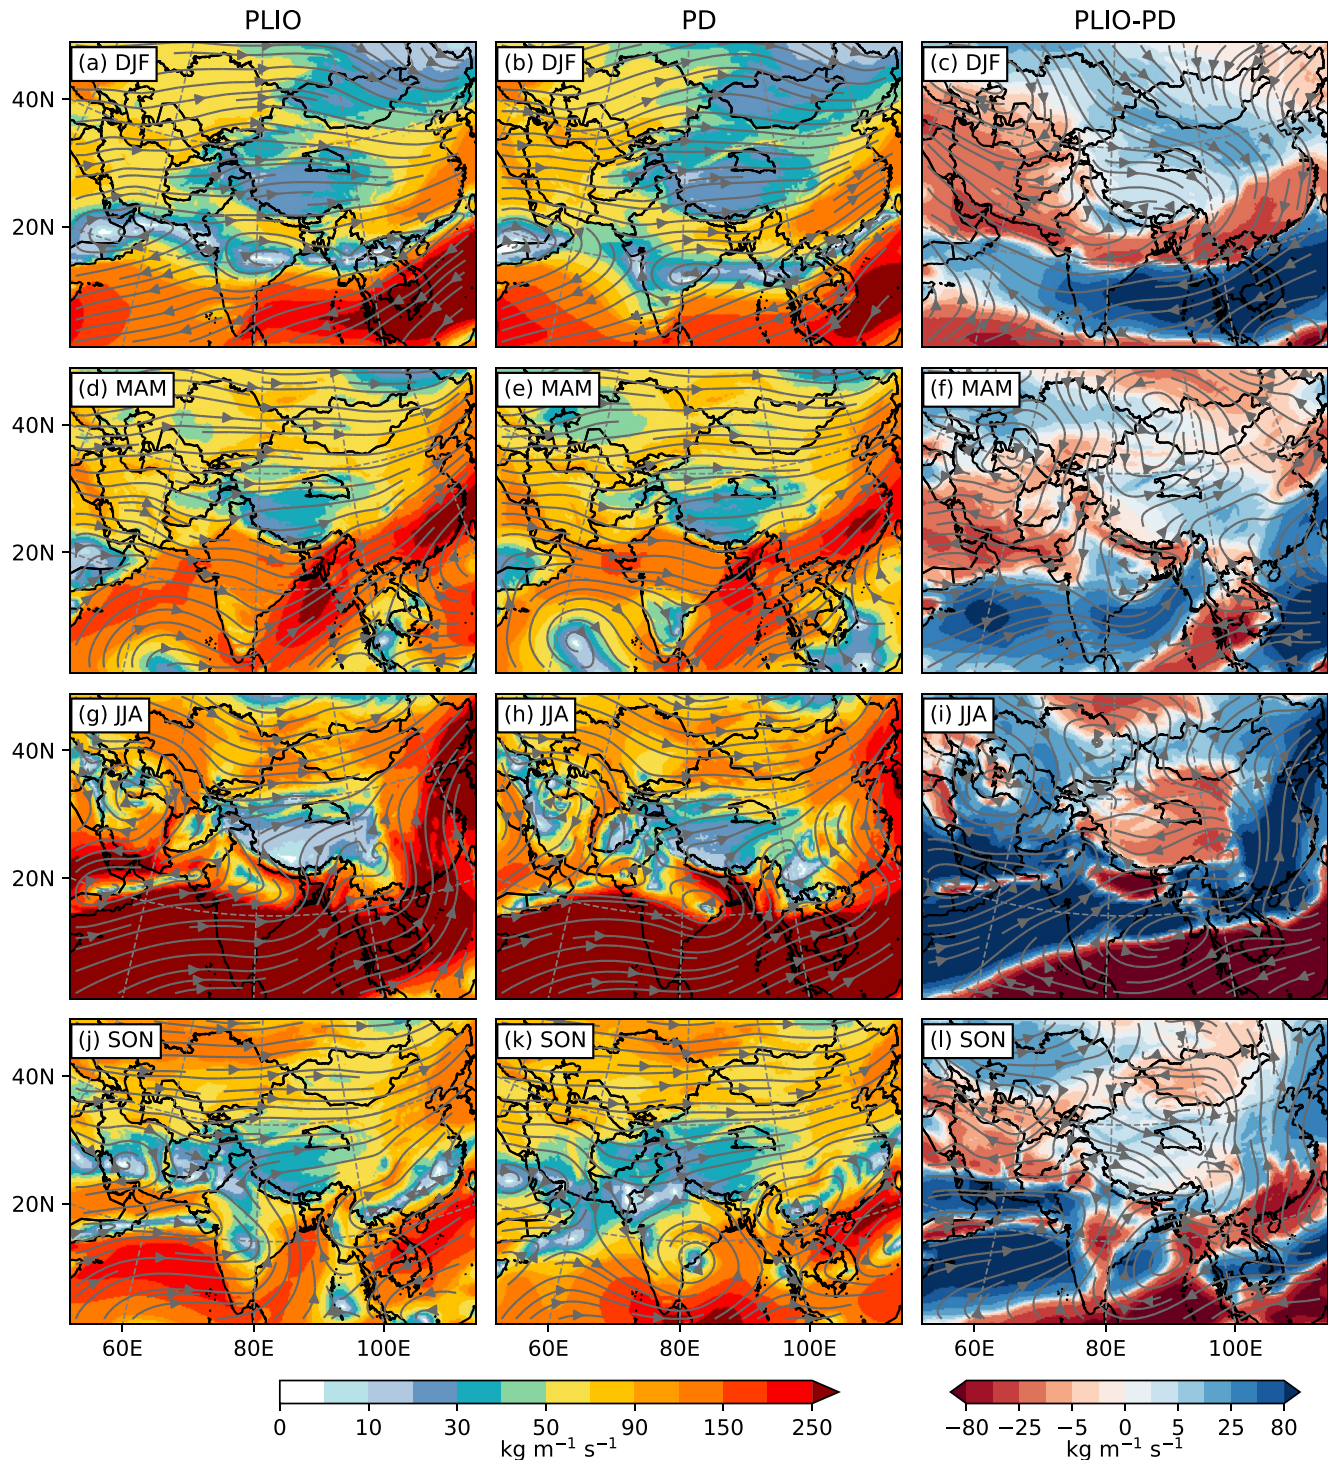 PLIO PD PLIO-PD
(a) DJF (b) DJF (c) DJF
40N
20N
(d) MAM (e) MAM (f) MAM
40N
20N
(g) JJA (h) JJA (i) JJA
40N
20N
(j) SON (k) SON (l) SON
40N
20N
60E 80E 100E 60E 80E 100E 60E 80E 100E
0 10 30 50 90 150 250 −80 −25 −5 0 5 25 80
kg m⁻¹ s⁻¹ kg m⁻¹ s⁻¹